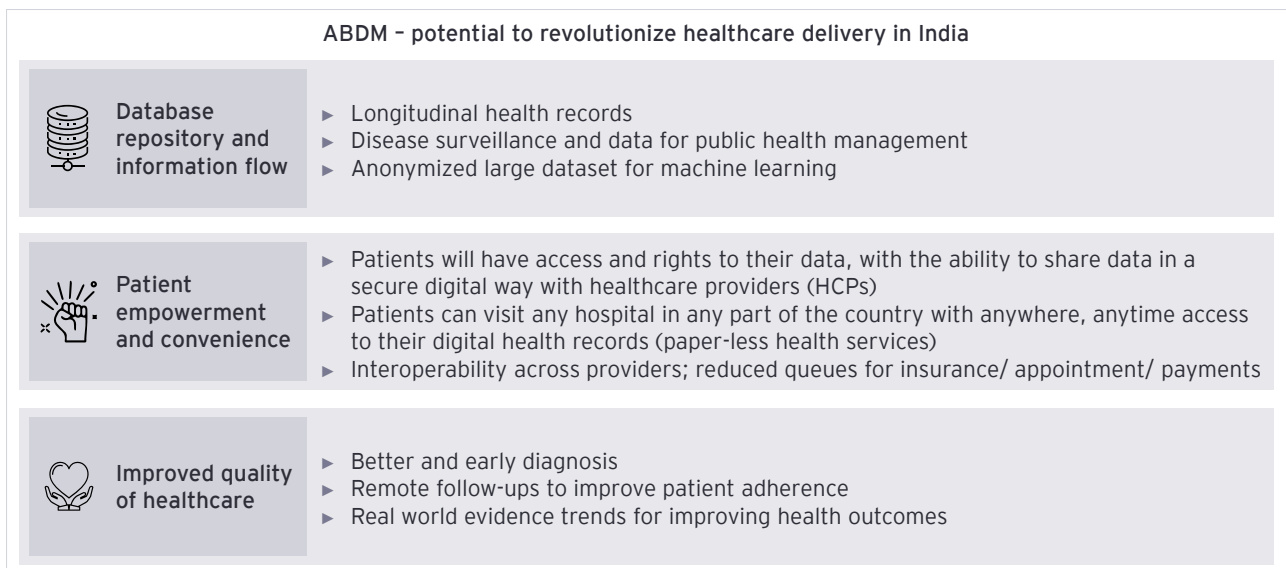 ABDM – potential to revolutionize healthcare delivery in India
Database
repository and
information flow
► Longitudinal health records
► Disease surveillance and data for public health management
► Anonymized large dataset for machine learning
Patient
empowerment
and convenience
► Patients will have access and rights to their data, with the ability to share data in a
secure digital way with healthcare providers (HCPs)
► Patients can visit any hospital in any part of the country with anywhere, anytime access
to their digital health records (paper-less health services)
► Interoperability across providers; reduced queues for insurance/ appointment/ payments
Improved quality
of healthcare
► Better and early diagnosis
► Remote follow-ups to improve patient adherence
► Real world evidence trends for improving health outcomes